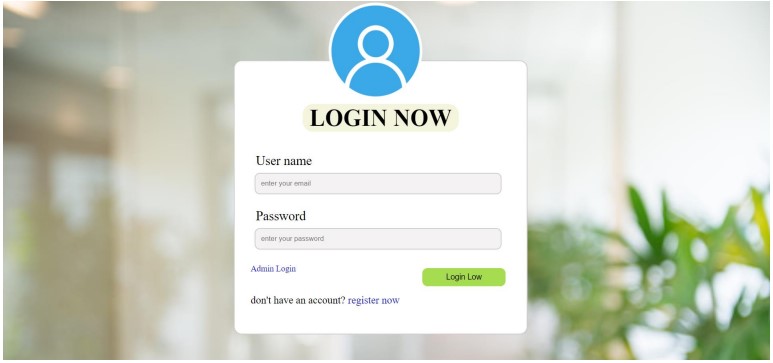 LOGIN NOW
User name
enter your email
Password
enter your password
Admin Login
Login Low
don't have an account? register now